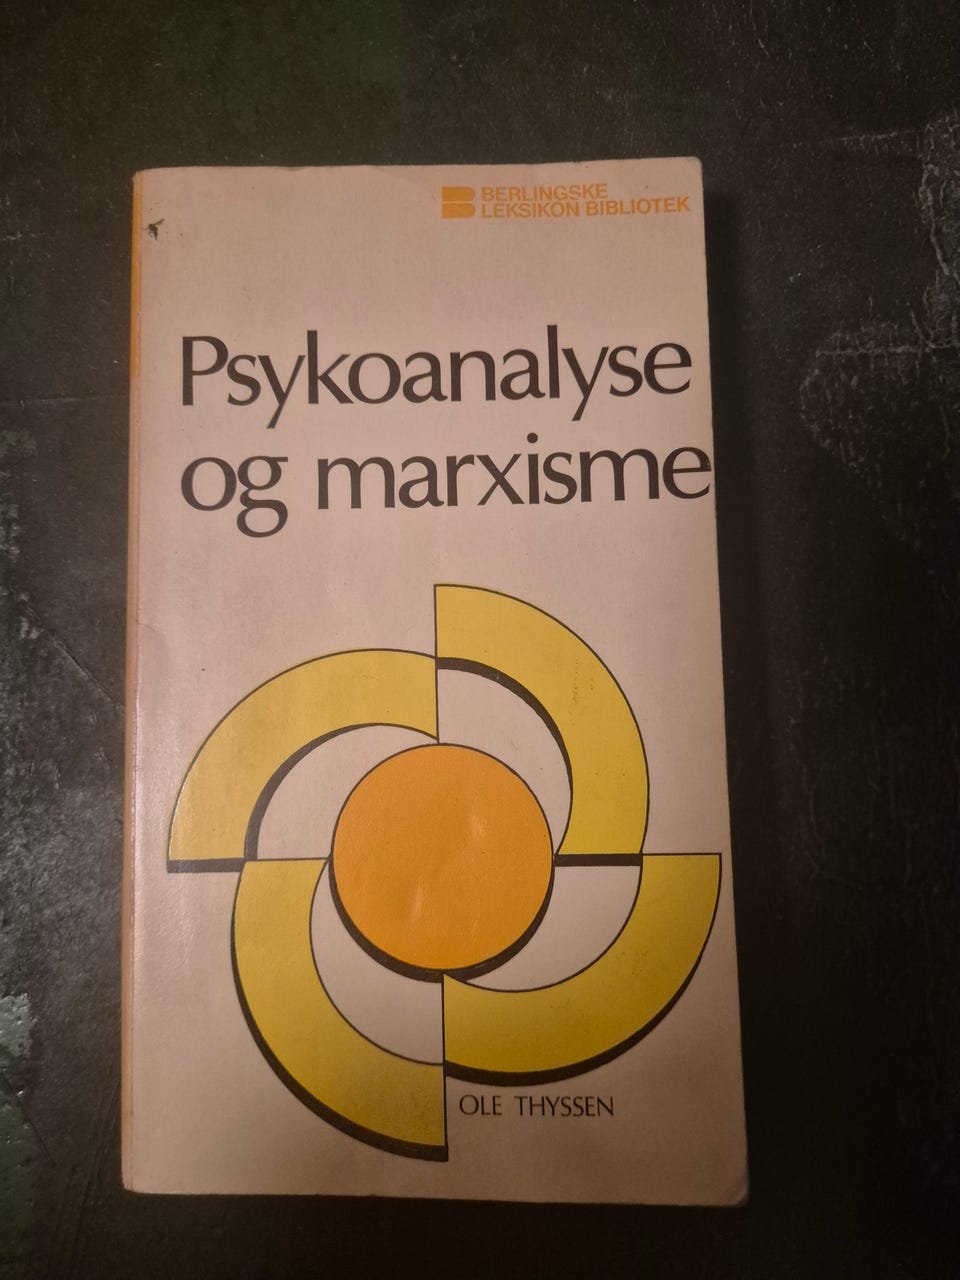 BERLINGSKE
LEKSIKON BIBLIOTEK
Psykoanalyse
og marxisme
OLE THYSSEN